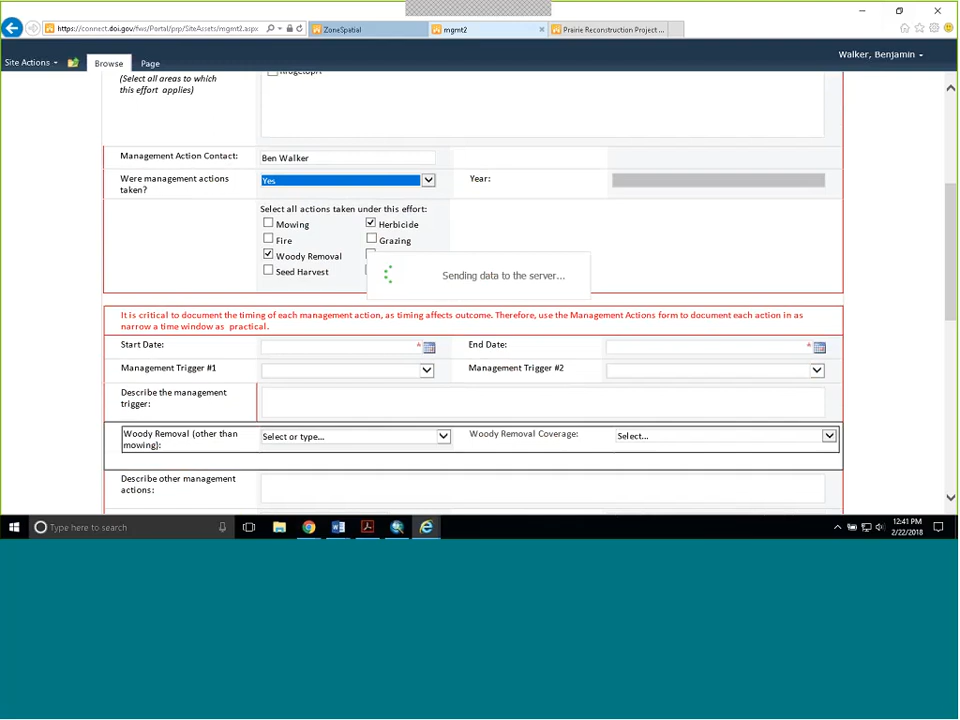 https://connect.doi.gov/fws/Portal/prp/SiteAssets/mgmt2.aspx
ZoneSpatial
mgmt2
Prairie Reconstruction Project ...
Walker, Benjamin
Site Actions
Browse
Page
(Select all areas to which
this effort applies)
Management Action Contact:
Ben Walker
Were management actions
taken?
Yes
Year:
Select all actions taken under this effort:
Mowing
Herbicide
Fire
Grazing
Woody Removal
Seed Harvest
Sending data to the server...
It is critical to document the timing of each management action, as timing affects outcome. Therefore, use the Management Actions form to document each action in as
narrow a time window as practical.
Start Date:
*
End Date:
*
Management Trigger #1
Management Trigger #2
Describe the management
trigger:
Woody Removal (other than
mowing):
Select or type...
Woody Removal Coverage:
Select...
Describe other management
actions:
Type here to search
12:41 PM
2/22/2018